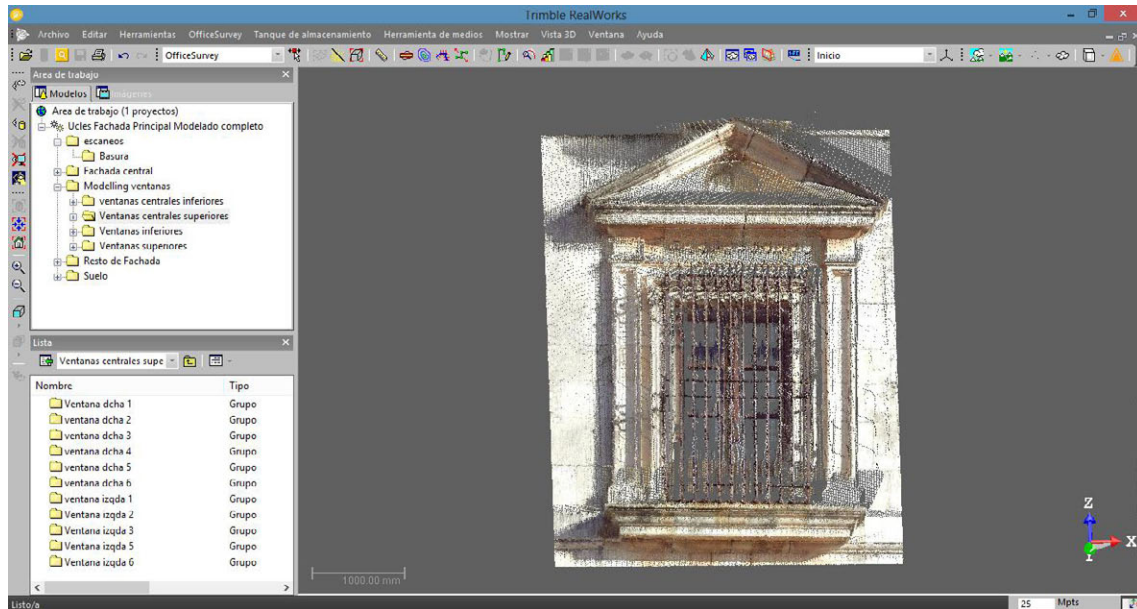 Trimble RealWorks
Archivo Editar Herramientas OfficeSurvey Tanque de almacenamiento Herramienta de medios Mostrar Vista 3D Ventana Ayuda
OfficeSurvey Inicio
Area de trabajo
Modelos Imágenes
Area de trabajo (1 proyectos)
Ucles Fachada Principal Modelado completo
escaneos
Basura
Fachada central
Modelling ventanas
ventanas centrales inferiores
Ventanas centrales superiores
Ventanas inferiores
Ventanas superiores
Resto de Fachada
Suelo
Lista
Ventanas centrales supe
Nombre Tipo
Ventana dcha 1 Grupo
ventana dcha 2 Grupo
ventana dcha 3 Grupo
ventana dcha 4 Grupo
ventana dcha 5 Grupo
ventana dcha 6 Grupo
ventana izqda 1 Grupo
Ventana izqda 2 Grupo
Ventana izqda 3 Grupo
Ventana izqda 5 Grupo
Ventana izqda 6 Grupo
Z
X
Y
1000.00 mm
Listo/a 25 Mpts